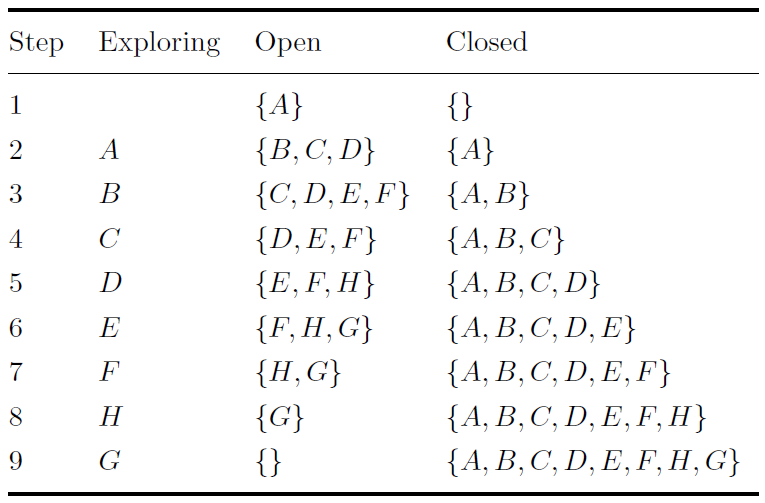 Step Exploring Open Closed
1 {A} {}
2 A {B, C, D} {A}
3 B {C, D, E, F} {A, B}
4 C {D, E, F} {A, B, C}
5 D {E, F, H} {A, B, C, D}
6 E {F, H, G} {A, B, C, D, E}
7 F {H, G} {A, B, C, D, E, F}
8 H {G} {A, B, C, D, E, F, H}
9 G {} {A, B, C, D, E, F, H, G}